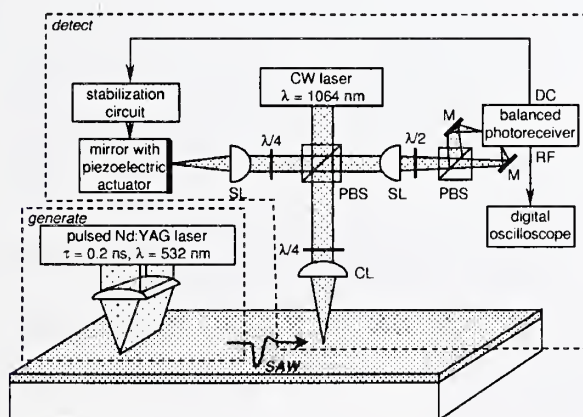 detect
stabilization
circuit
mirror with
piezoelectric
actuator
CW laser
λ = 1064 nm
λ/4
SL
PBS
λ/2
SL
PBS
M
M
DC
balanced
photoreceiver
RF
digital
oscilloscope
λ/4
CL
generate
pulsed Nd:YAG laser
τ = 0.2 ns, λ = 532 nm
SAW